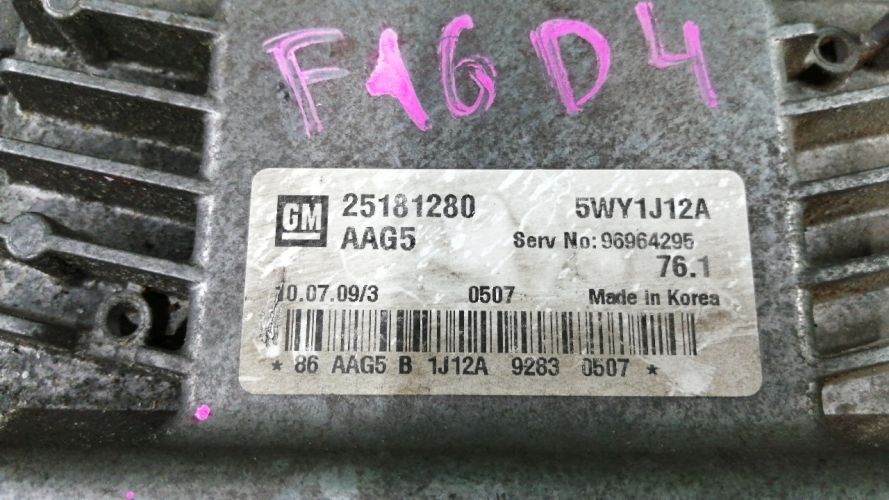 F16D4
GM 25181280 5WY1J12A
AAG5 Serv No: 96964295
76.1
10.07.09/3 0507 Made in Korea
* 86 AAG5 B 1J12A 9283 0507 *